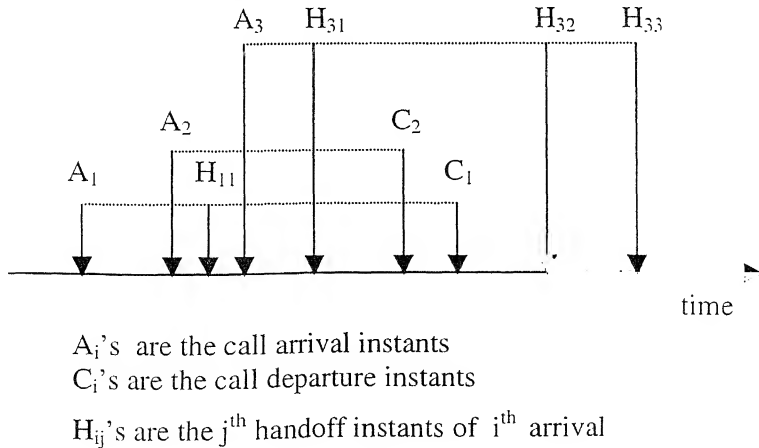 A₃ H₃₁ H₃₂ H₃₃
A₂ C₂
A₁ H₁₁ C₁
time
Aᵢ's are the call arrival instants
Cᵢ's are the call departure instants
Hᵢⱼ's are the jᵗʰ handoff instants of iᵗʰ arrival